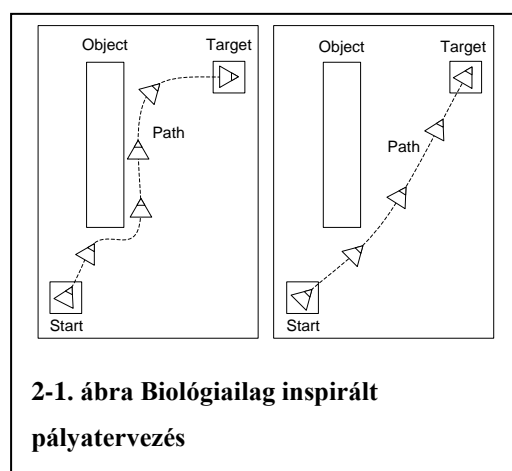 Object
Target
Path
Start
Object
Target
Path
Start
2-1. ábra Biológiailag inspirált
pályatervezés